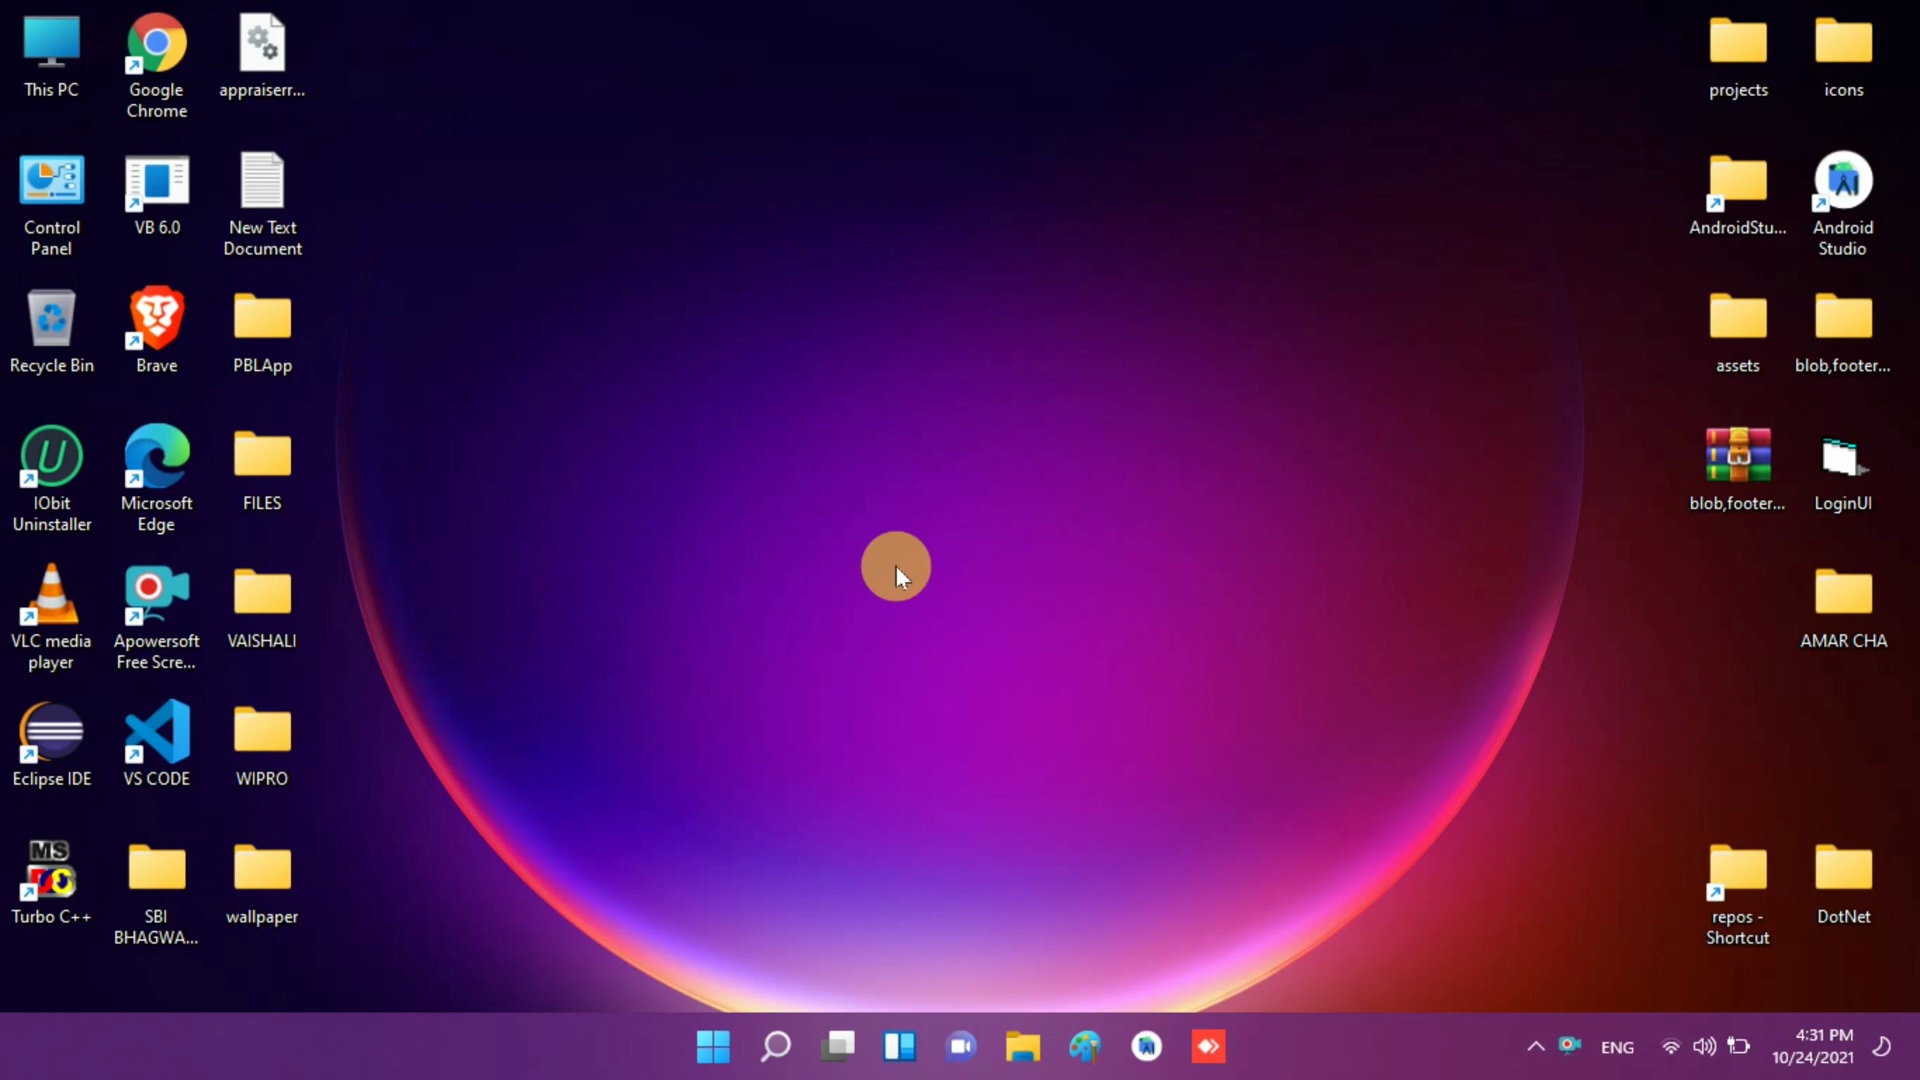 This PC
Google
Chrome
appraiserr...
projects
icons
Control
Panel
VB 6.0
New Text
Document
AndroidStu...
Android
Studio
Recycle Bin
Brave
PBLApp
assets
blob,footer...
IObit
Uninstaller
Microsoft
Edge
FILES
blob,footer...
LoginUI
VLC media
player
Apowersoft
Free Scre...
VAISHALI
AMAR CHA
Eclipse IDE
VS CODE
WIPRO
MS
DOS
Turbo C++
SBI
BHAGWA...
wallpaper
repos -
Shortcut
DotNet
ENG
4:31 PM
10/24/2021